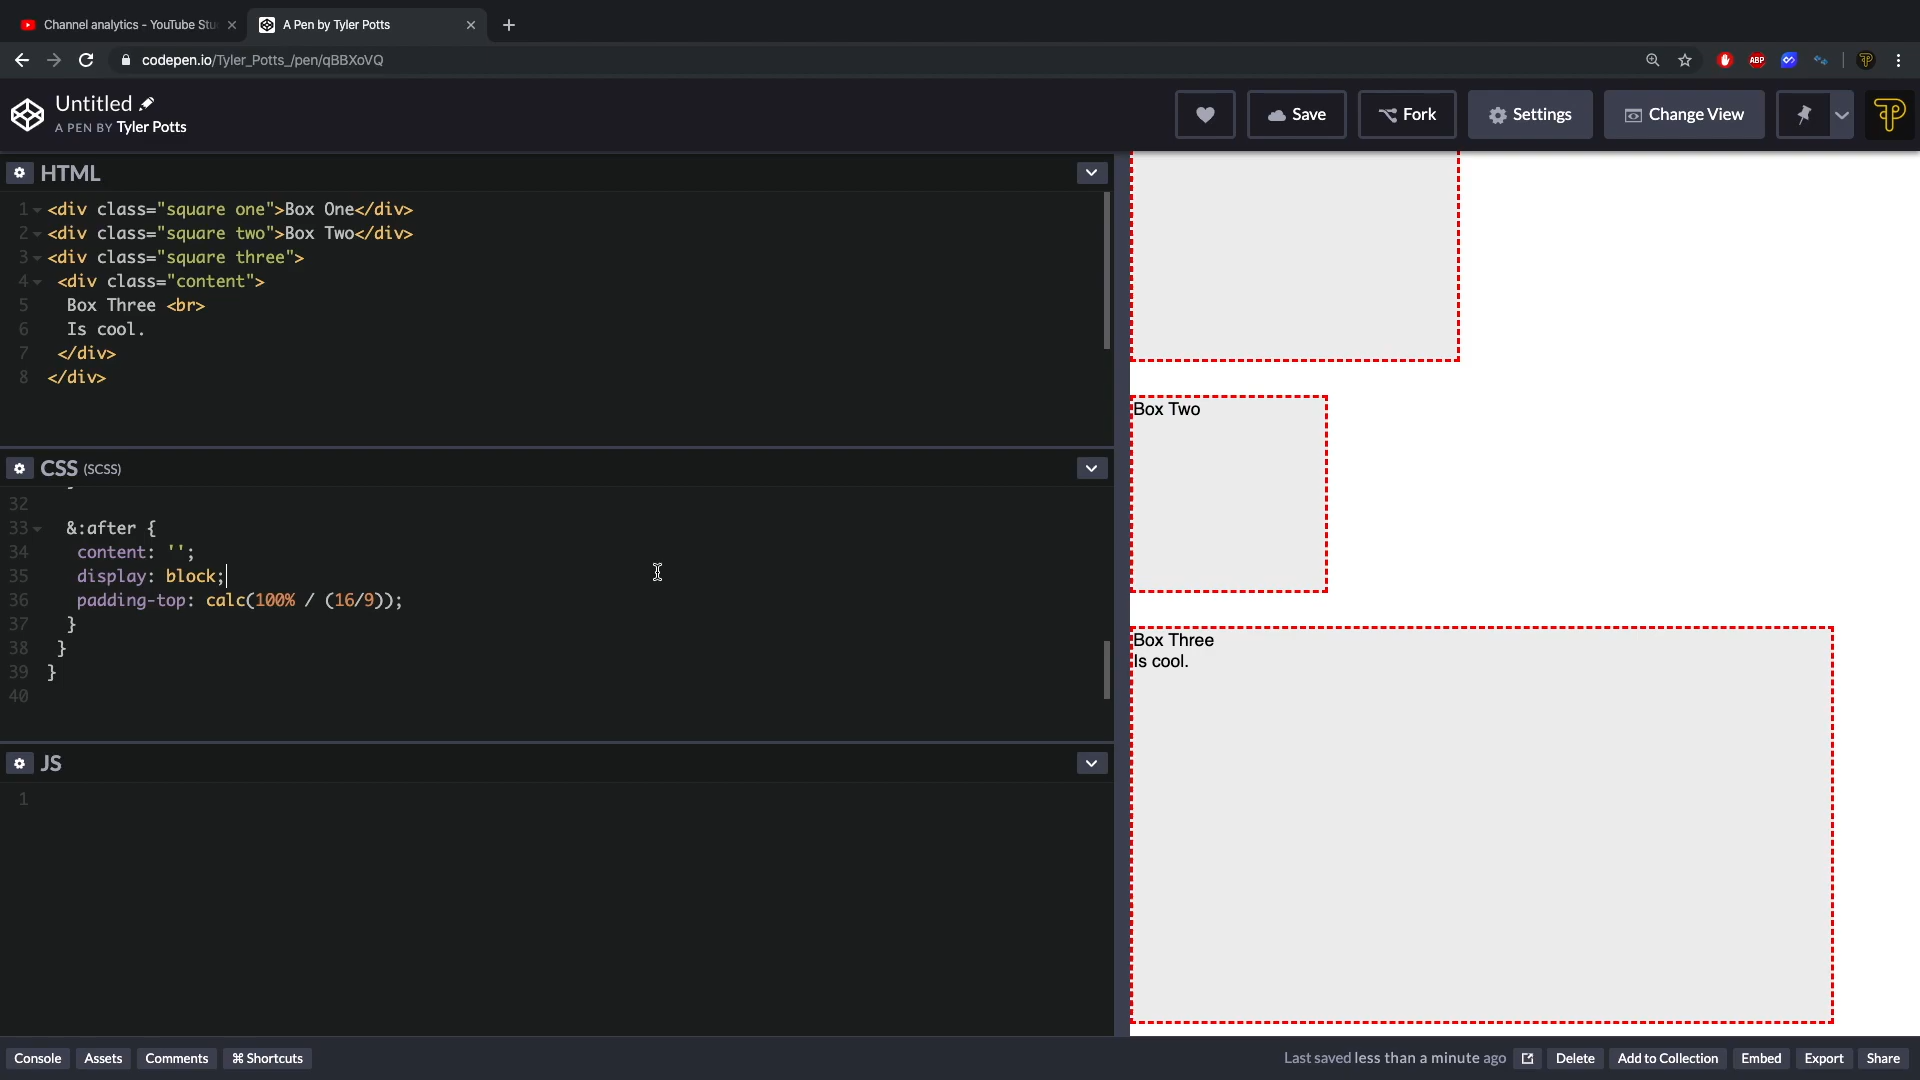 Channel analytics - YouTube Stu
A Pen by Tyler Potts
codepen.io/Tyler_Potts_/pen/qBBXoVQ
ABP
Untitled
A PEN BY Tyler Potts
Save
Fork
Settings
Change View
HTML
1 <div class="square one">Box One</div>
2 <div class="square two">Box Two</div>
3 <div class="square three">
4 <div class="content">
5 Box Three <br>
6 Is cool.
7 </div>
8 </div>
CSS (SCSS)
32
33 &:after {
34 content: '';
35 display: block;
36 padding-top: calc(100% / (16/9));
37 }
38 }
39 }
40
JS
1
Box Two
Box Three
Is cool.
Console
Assets
Comments
⌘ Shortcuts
Last saved less than a minute ago
Delete
Add to Collection
Embed
Export
Share